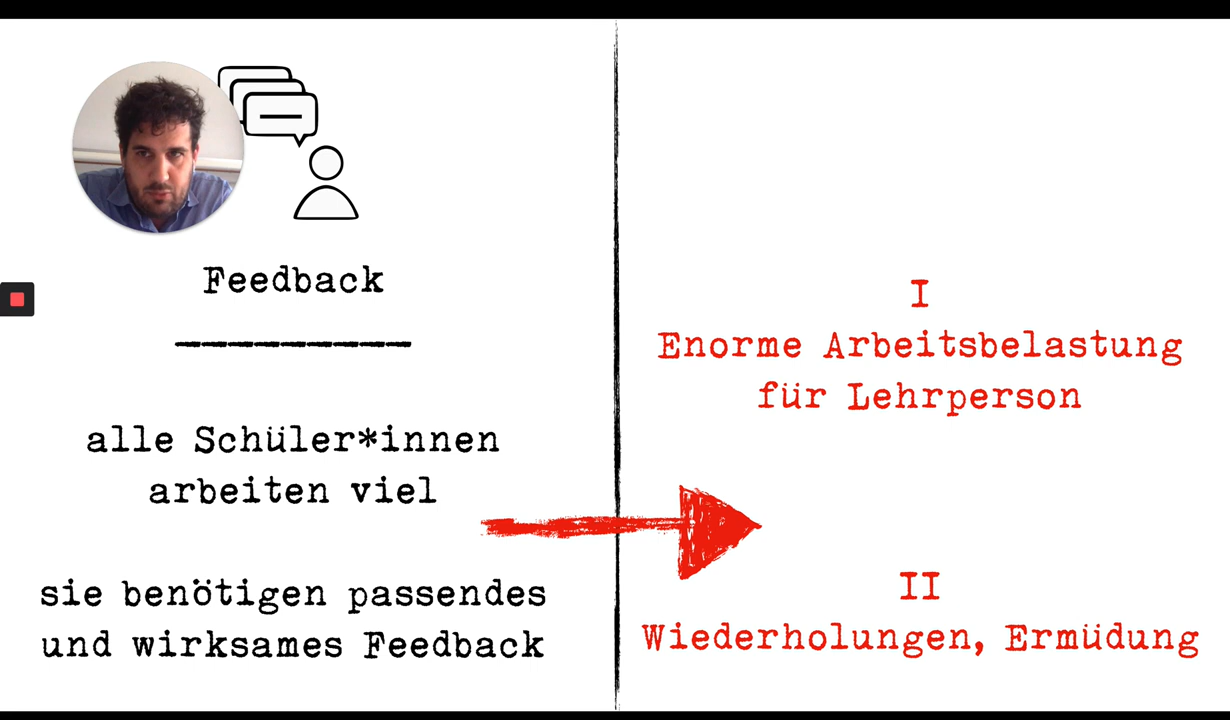 Feedback
alle Schüler*innen
arbeiten viel
sie benötigen passendes
und wirksames Feedback
I
Enorme Arbeitsbelastung
für Lehrperson
II
Wiederholungen, Ermüdung